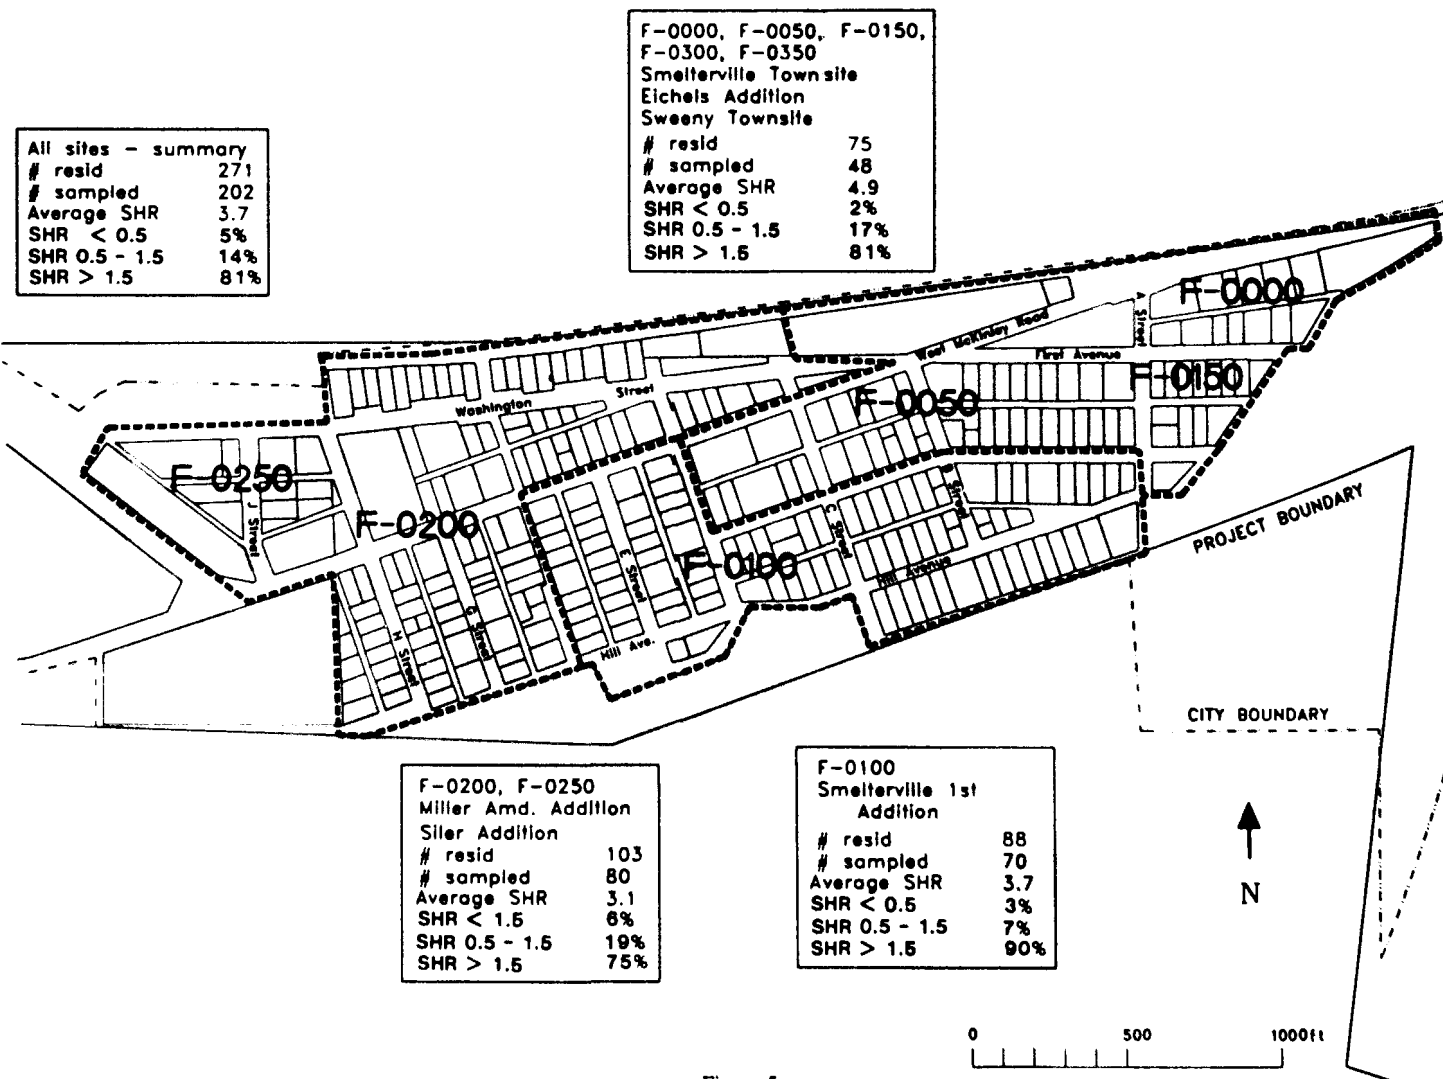 F-0000, F-0050, F-0150,
F-0300, F-0350
Smelterville Townsite
Eichels Addition
Sweeny Townsite
# resid 75
# sampled 48
Average SHR 4.9
SHR < 0.5 2%
SHR 0.5 - 1.5 17%
SHR > 1.5 81%
All sites - summary
# resid 271
# sampled 202
Average SHR 3.7
SHR < 0.5 5%
SHR 0.5 - 1.5 14%
SHR > 1.5 81%
F-0000
A Street
West McKinley Road
First Avenue
F-0150
F-0050
Washington Street
F-0250
J Street
F-0200
F-0100
E Street
C Street
Street
Hill Avenue
G Street
H Street
Hill Ave.
PROJECT BOUNDARY
CITY BOUNDARY
F-0200, F-0250
Miller Amd. Addition
Siler Addition
# resid 103
# sampled 80
Average SHR 3.1
SHR < 1.5 6%
SHR 0.5 - 1.5 19%
SHR > 1.5 75%
F-0100
Smelterville 1st
Addition
# resid 88
# sampled 70
Average SHR 3.7
SHR < 0.5 3%
SHR 0.5 - 1.5 7%
SHR > 1.5 90%
N
0 500 1000ft